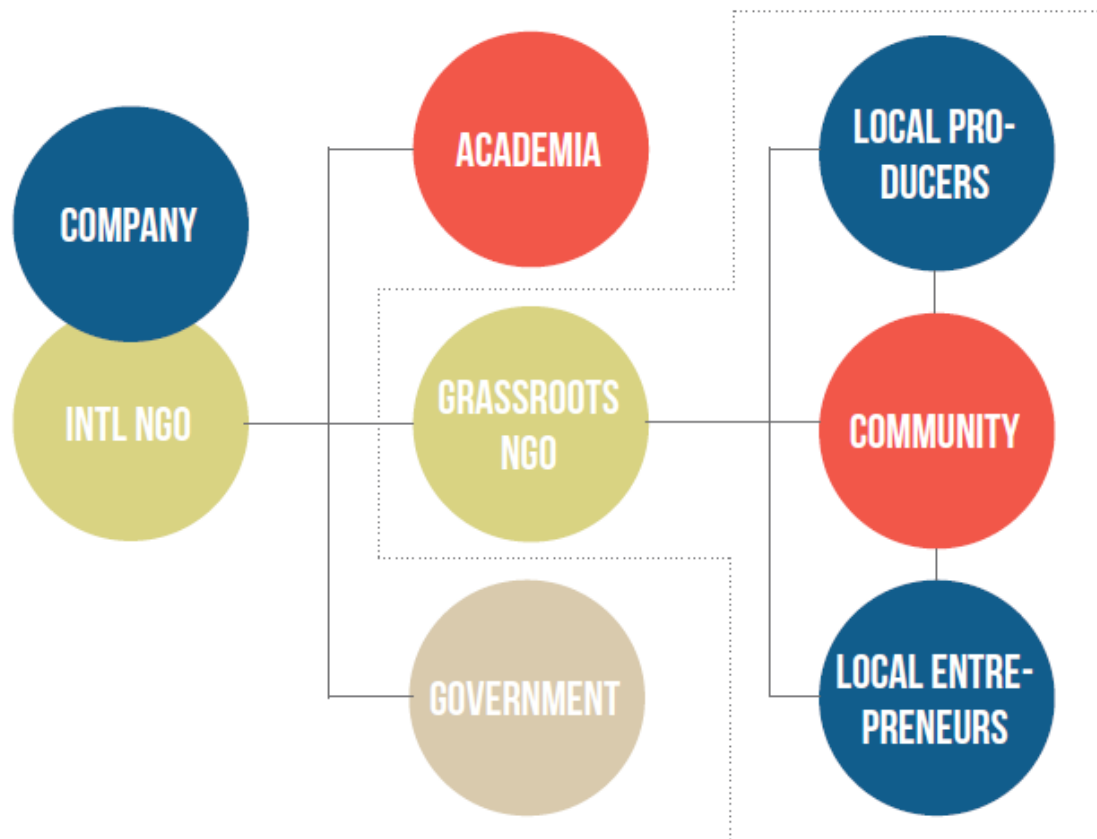 COMPANY
INTL NGO
ACADEMIA
GRASSROOTS
NGO
GOVERNMENT
LOCAL PRO-
DUCERS
COMMUNITY
LOCAL ENTRE-
PRENEURS